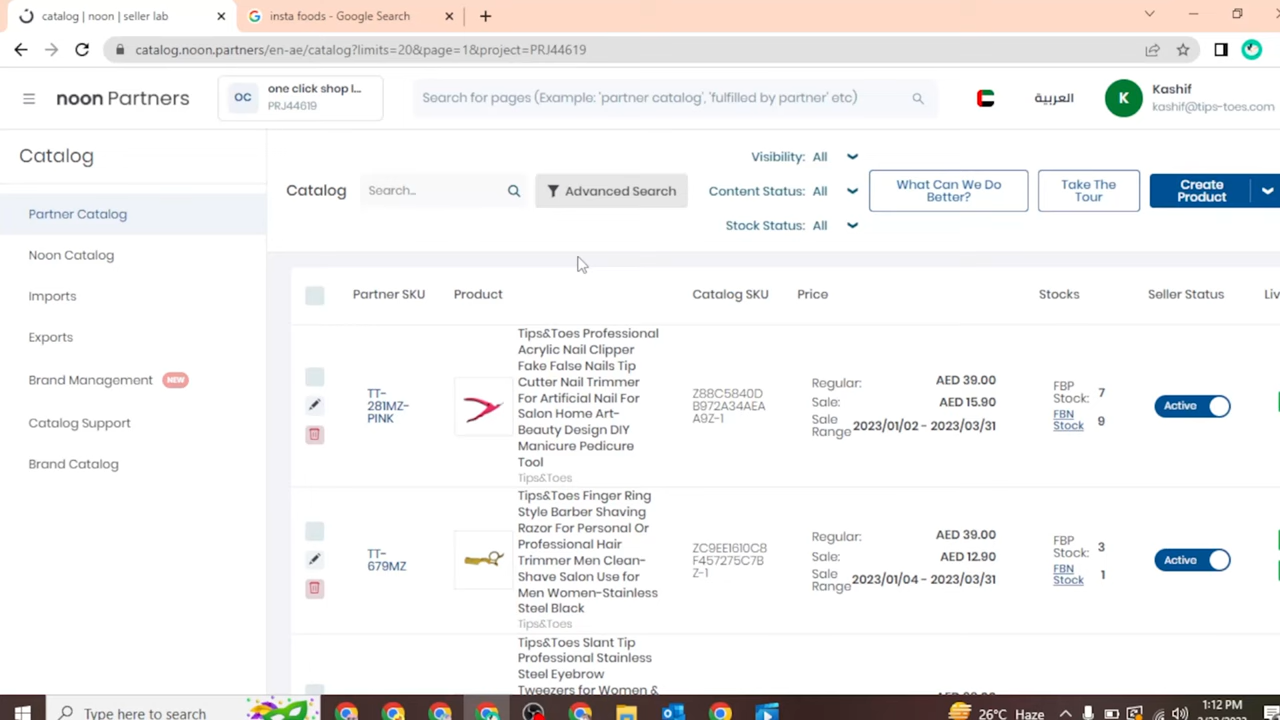 catalog | noon | seller lab
insta foods - Google Search
catalog.noon.partners/en-ae/catalog?limits=20&page=1&project=PRJ44619
noon Partners
OC
one click shop l...
PRJ44619
Search for pages (Example: 'partner catalog', 'fulfilled by partner' etc)
العربية
K
Kashif
kashif@tips-toes.com
Catalog
Partner Catalog
Noon Catalog
Imports
Exports
Brand Management NEW
Catalog Support
Brand Catalog
Catalog
Search...
Advanced Search
Visibility: All
Content Status: All
Stock Status: All
What Can We Do
Better?
Take The
Tour
Create
Product
Partner SKU Product Catalog SKU Price Stocks Seller Status Liv
TT-
281MZ-
PINK
Tips&Toes Professional
Acrylic Nail Clipper
Fake False Nails Tip
Cutter Nail Trimmer
For Artificial Nail For
Salon Home Art-
Beauty Design DIY
Manicure Pedicure
Tool
Tips&Toes
Z88C5840D
B972A34AEA
A9Z-1
Regular: AED 39.00
Sale: AED 15.90
Sale
Range 2023/01/02 - 2023/03/31
FBP
Stock: 7
FBN
Stock 9
Active
TT-
679MZ
Tips&Toes Finger Ring
Style Barber Shaving
Razor For Personal Or
Professional Hair
Trimmer Men Clean-
Shave Salon Use for
Men Women-Stainless
Steel Black
Tips&Toes
ZC9EE1610C8
F457275C7B
Z-1
Regular: AED 39.00
Sale: AED 12.90
Sale
Range 2023/01/04 - 2023/03/31
FBP
Stock: 3
FBN
Stock 1
Active
Tips&Toes Slant Tip
Professional Stainless
Steel Eyebrow
Tweezers for Women &
Type here to search
26°C Haze
1:12 PM